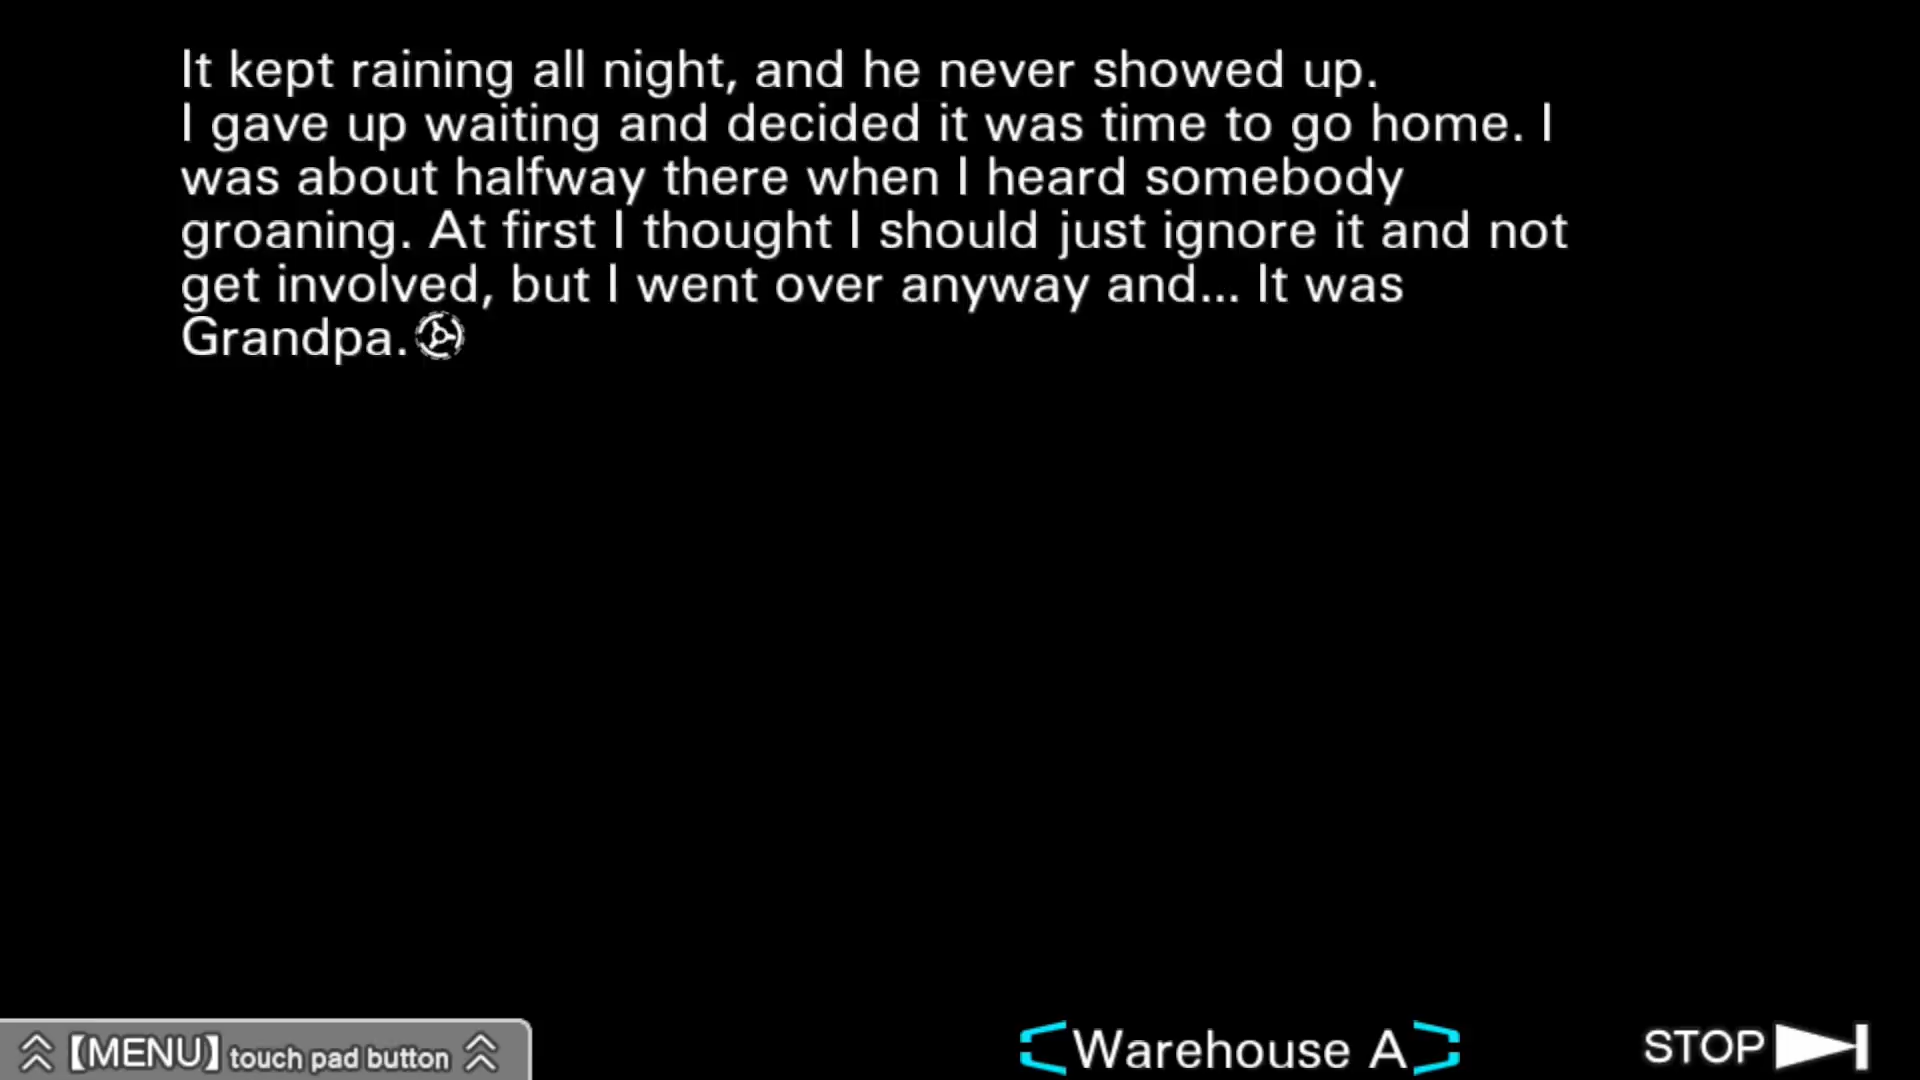 It kept raining all night, and he never showed up.
I gave up waiting and decided it was time to go home. I
was about halfway there when I heard somebody
groaning. At first I thought I should just ignore it and not
get involved, but I went over anyway and... It was
Grandpa.
【MENU】 touch pad button
Warehouse A
STOP